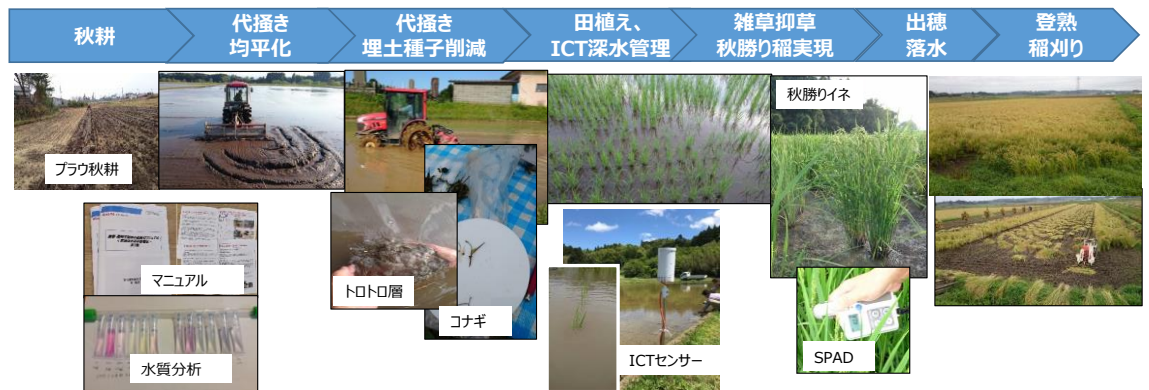 秋耕
代掻き
均平化
代掻き
埋土種子削減
田植え、
ICT深水管理
雑草抑草
秋勝り稲実現
出穂
落水
登熟
稲刈り
プラウ秋耕
秋勝りイネ
マニュアル
トロトロ層
コナギ
水質分析
ICTセンサー
SPAD